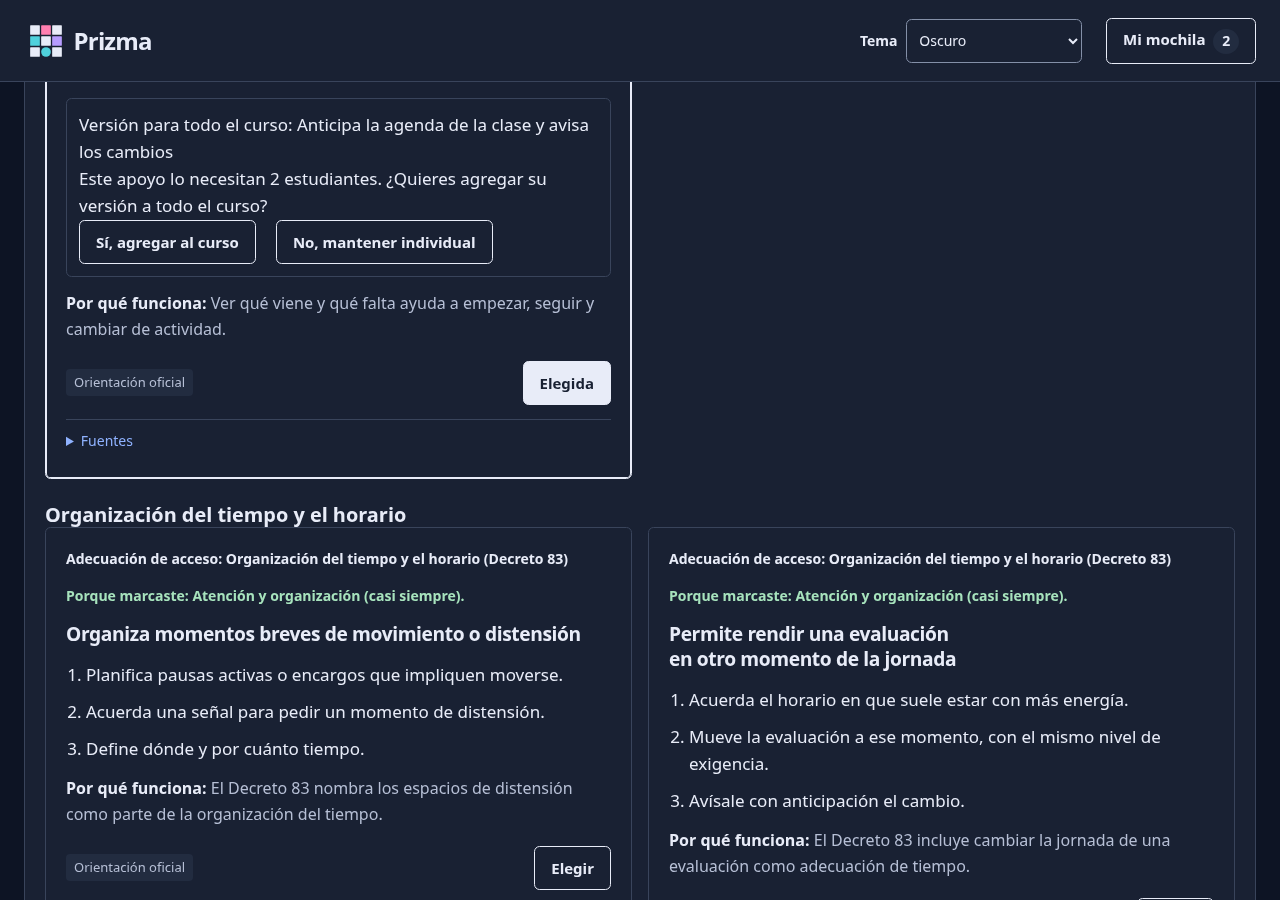 Prizma
Tema
Oscuro
Mi mochila 2
Versión para todo el curso: Anticipa la agenda de la clase y avisa
los cambios
Este apoyo lo necesitan 2 estudiantes. ¿Quieres agregar su
versión a todo el curso?
Sí, agregar al curso
No, mantener individual
Por qué funciona: Ver qué viene y qué falta ayuda a empezar, seguir y
cambiar de actividad.
Orientación oficial
Elegida
Fuentes
Organización del tiempo y el horario
Adecuación de acceso: Organización del tiempo y el horario (Decreto 83)
Porque marcaste: Atención y organización (casi siempre).
Organiza momentos breves de movimiento o distensión
1. Planifica pausas activas o encargos que impliquen moverse.
2. Acuerda una señal para pedir un momento de distensión.
3. Define dónde y por cuánto tiempo.
Por qué funciona: El Decreto 83 nombra los espacios de distensión
como parte de la organización del tiempo.
Orientación oficial
Elegir
Adecuación de acceso: Organización del tiempo y el horario (Decreto 83)
Porque marcaste: Atención y organización (casi siempre).
Permite rendir una evaluación
en otro momento de la jornada
1. Acuerda el horario en que suele estar con más energía.
2. Mueve la evaluación a ese momento, con el mismo nivel de
exigencia.
3. Avísale con anticipación el cambio.
Por qué funciona: El Decreto 83 incluye cambiar la jornada de una
evaluación como adecuación de tiempo.